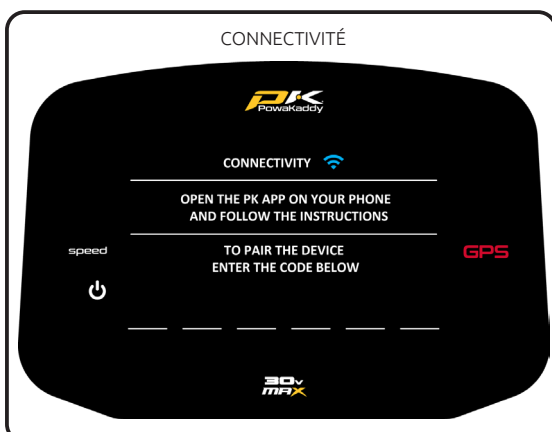 CONNECTIVITÉ
PK
PowaKaddy
CONNECTIVITY
OPEN THE PK APP ON YOUR PHONE
AND FOLLOW THE INSTRUCTIONS
TO PAIR THE DEVICE
ENTER THE CODE BELOW
speed
GPS
30v
MAX